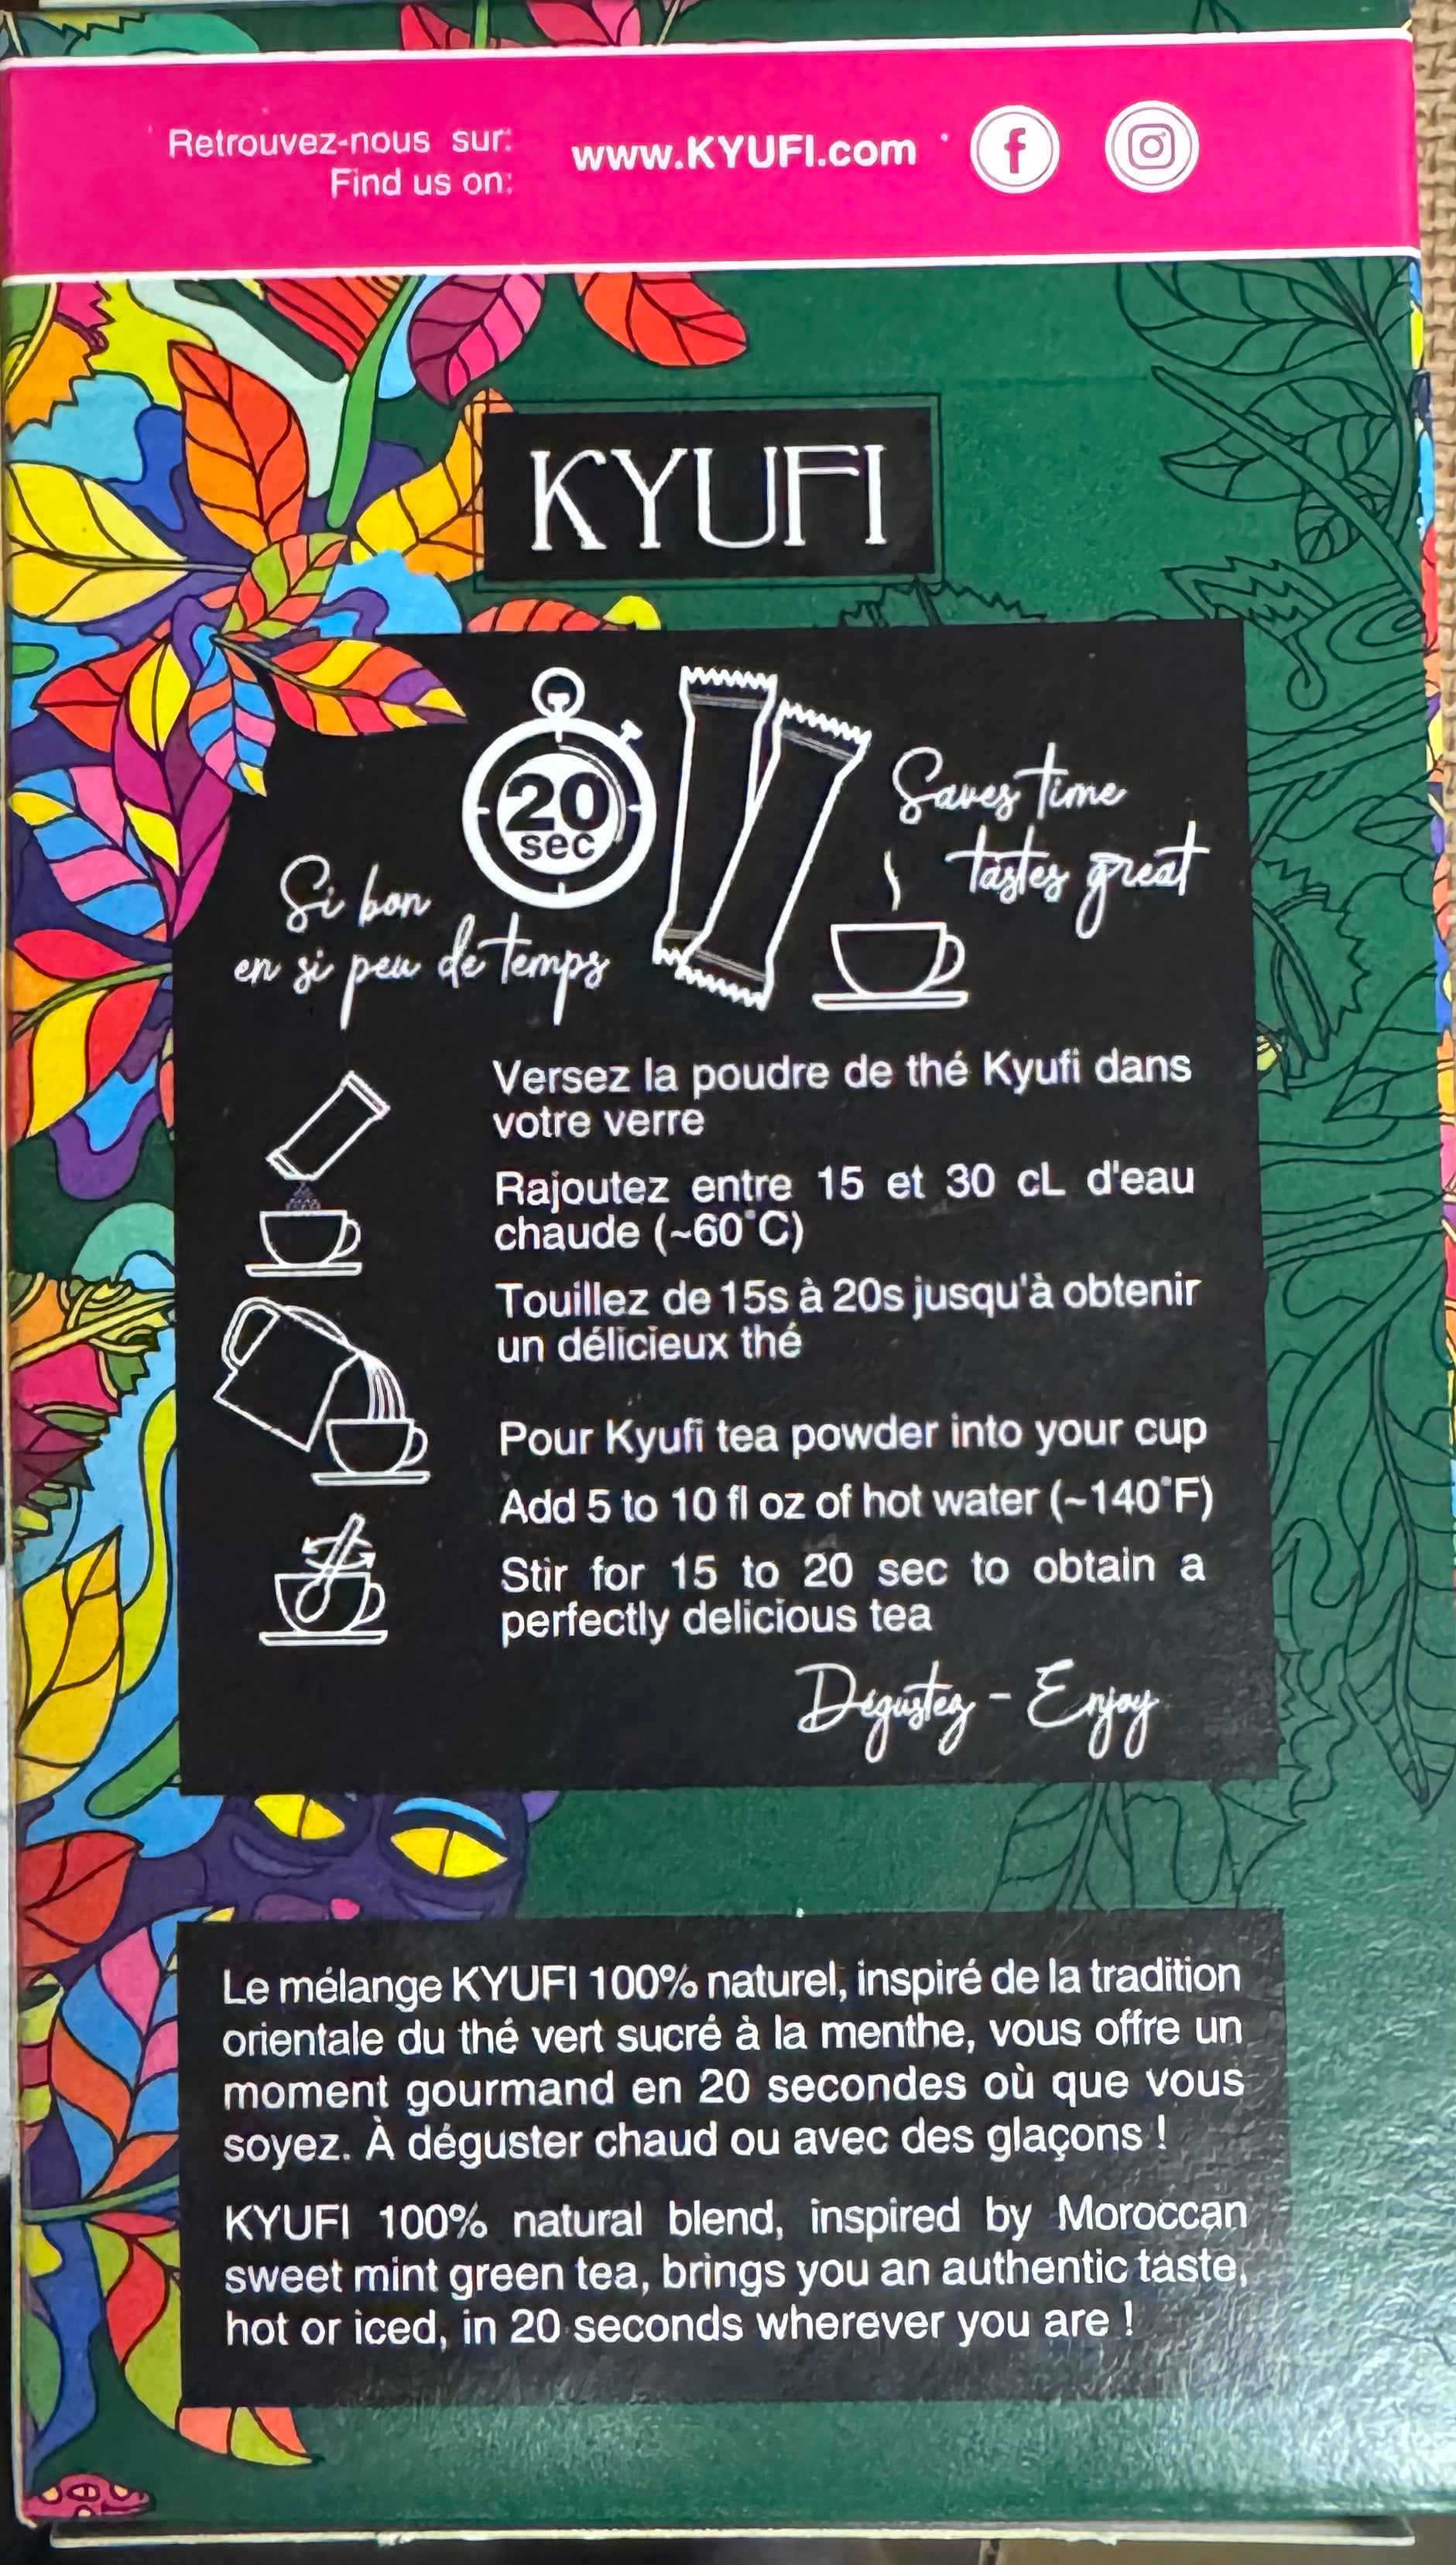 Retrouvez-nous sur:
Find us on:
www.KYUFI.com
KYUFI
20
sec
Saves time
tastes great
Si bon
en si peu de temps
Versez la poudre de thé Kyufi dans
votre verre
Rajoutez entre 15 et 30 cL d'eau
chaude (~60°C)
Touillez de 15s à 20s jusqu'à obtenir
un délicieux thé
Pour Kyufi tea powder into your cup
Add 5 to 10 fl oz of hot water (~140°F)
Stir for 15 to 20 sec to obtain a
perfectly delicious tea
Dégustez - Enjoy
Le mélange KYUFI 100% naturel, inspiré de la tradition
orientale du thé vert sucré à la menthe, vous offre un
moment gourmand en 20 secondes où que vous
soyez. À déguster chaud ou avec des glaçons !
KYUFI 100% natural blend, inspired by Moroccan
sweet mint green tea, brings you an authentic taste,
hot or iced, in 20 seconds wherever you are !